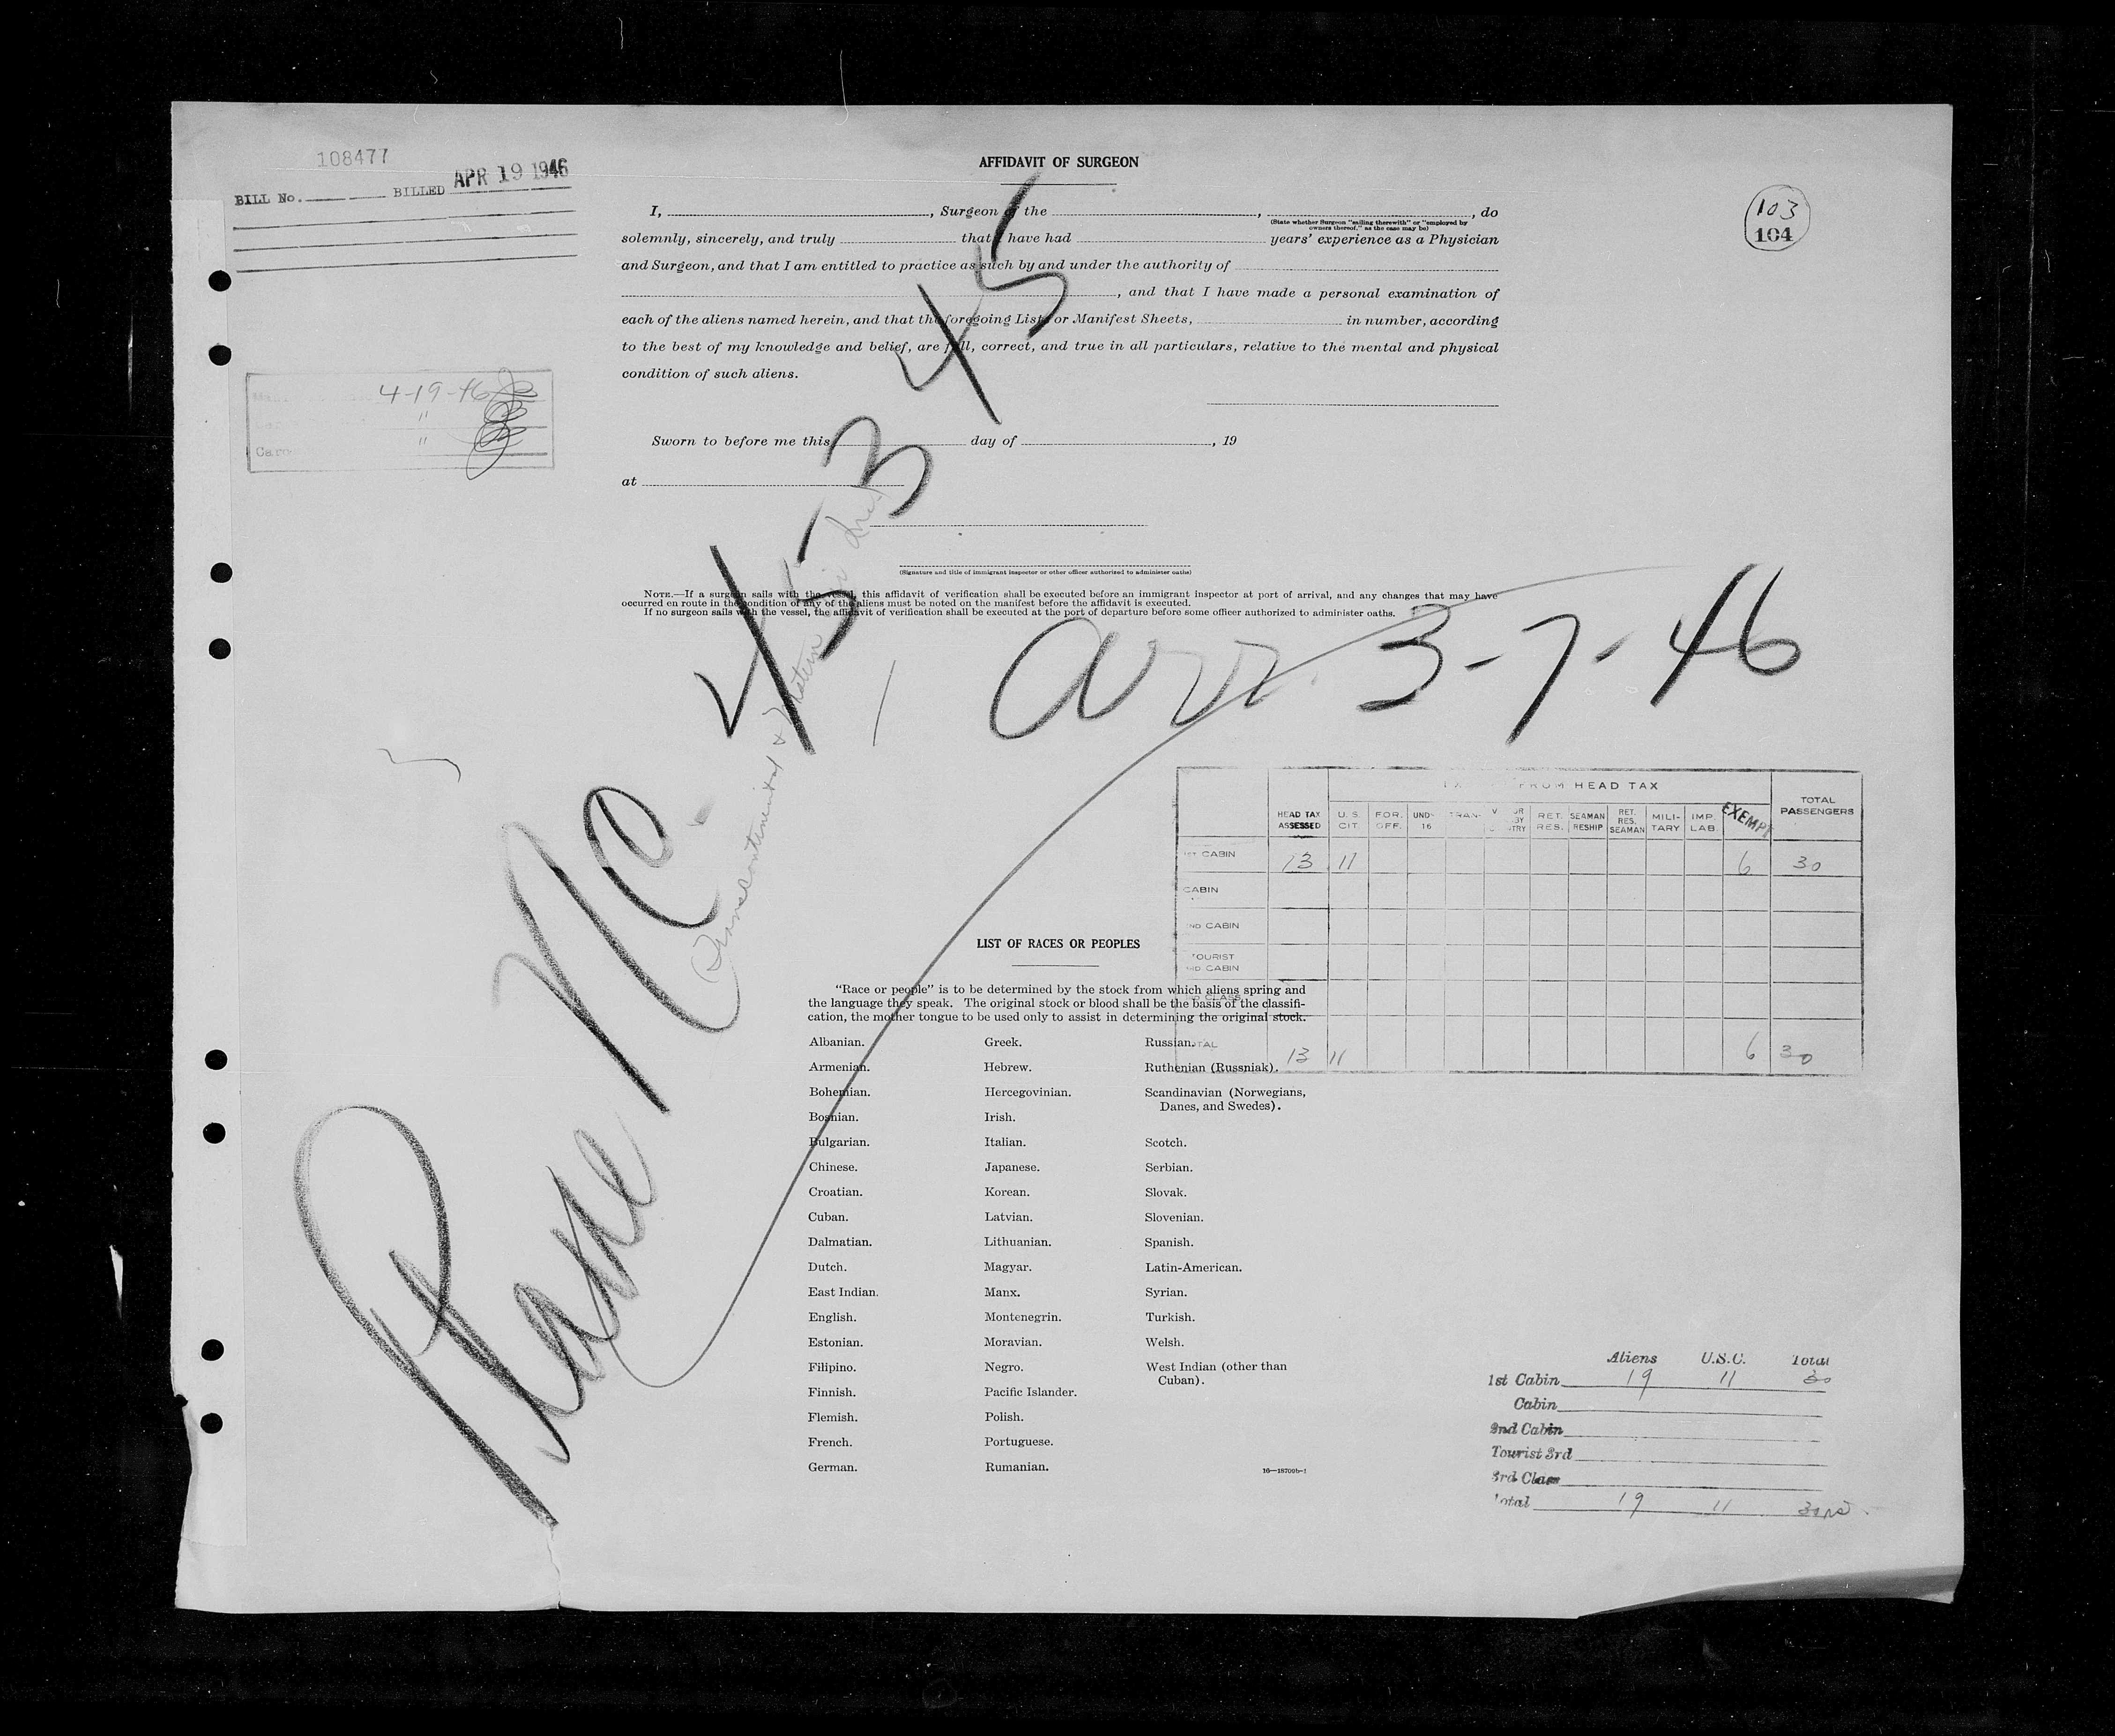 108477
BILL No. BILLED APR 19 1946
AFFIDAVIT OF SURGEON
103
104
I, , Surgeon of the , , do
(State whether Surgeon "sailing therewith" or "employed by
owners thereof," as the case may be)
solemnly, sincerely, and truly that I have had years' experience as a Physician
and Surgeon, and that I am entitled to practice as such by and under the authority of
, and that I have made a personal examination of
each of the aliens named herein, and that the foregoing Lists or Manifest Sheets, in number, according
to the best of my knowledge and belief, are full, correct, and true in all particulars, relative to the mental and physical
condition of such aliens.
4-19-46
"
"
Sworn to before me this day of , 19
at
(Signature and title of immigrant inspector or other officer authorized to administer oaths)
NOTE.—If a surgeon sails with the vessel, this affidavit of verification shall be executed before an immigrant inspector at port of arrival, and any changes that may have
occurred en route in the condition of any of the aliens must be noted on the manifest before the affidavit is executed.
If no surgeon sails with the vessel, the affidavit of verification shall be executed at the port of departure before some officer authorized to administer oaths.
Plane NC-45345
Transcontinental & Western Air Inc.
arr. 3-7-46
FROM HEAD TAX
HEAD TAX ASSESSED U.S. CIT. FOR. OFF. UND- 16 TRAN- RET. RES. SEAMAN RESHIP RET. RES. SEAMAN MILI- TARY IMP. LAB. EXEMPT TOTAL PASSENGERS
1ST CABIN 13 11 6 30
CABIN
2ND CABIN
TOURIST
3RD CABIN
3RD CLASS
TOTAL 13 11 6 30
LIST OF RACES OR PEOPLES
"Race or people" is to be determined by the stock from which aliens spring and
the language they speak. The original stock or blood shall be the basis of the classifi-
cation, the mother tongue to be used only to assist in determining the original stock.
Albanian.
Armenian.
Bohemian.
Bosnian.
Bulgarian.
Chinese.
Croatian.
Cuban.
Dalmatian.
Dutch.
East Indian.
English.
Estonian.
Filipino.
Finnish.
Flemish.
French.
German.
Greek.
Hebrew.
Hercegovinian.
Irish.
Italian.
Japanese.
Korean.
Latvian.
Lithuanian.
Magyar.
Manx.
Montenegrin.
Moravian.
Negro.
Pacific Islander.
Polish.
Portuguese.
Rumanian.
Russian.
Ruthenian (Russniak).
Scandinavian (Norwegians,
Danes, and Swedes).
Scotch.
Serbian.
Slovak.
Slovenian.
Spanish.
Latin-American.
Syrian.
Turkish.
Welsh.
West Indian (other than
Cuban).
Aliens U.S.C. Total
1st Cabin 19 11 30
Cabin
2nd Cabin
Tourist 3rd
3rd Class
Total 19 11 30